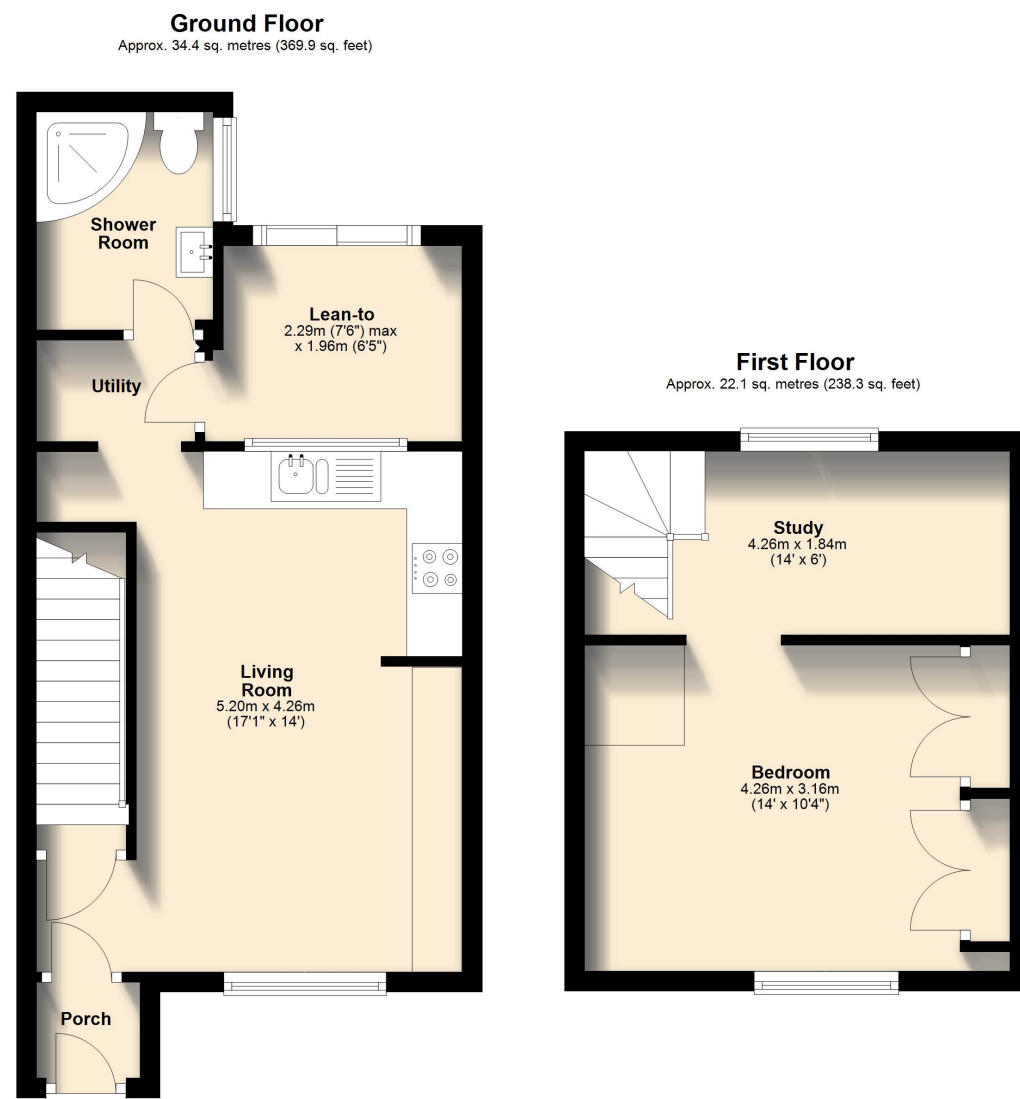 Ground Floor
Approx. 34.4 sq. metres (369.9 sq. feet)
Shower
Room
Lean-to
2.29m (7'6") max
x 1.96m (6'5")
Utility
Living
Room
5.20m x 4.26m
(17'1" x 14')
Porch
First Floor
Approx. 22.1 sq. metres (238.3 sq. feet)
Study
4.26m x 1.84m
(14' x 6')
Bedroom
4.26m x 3.16m
(14' x 10'4")